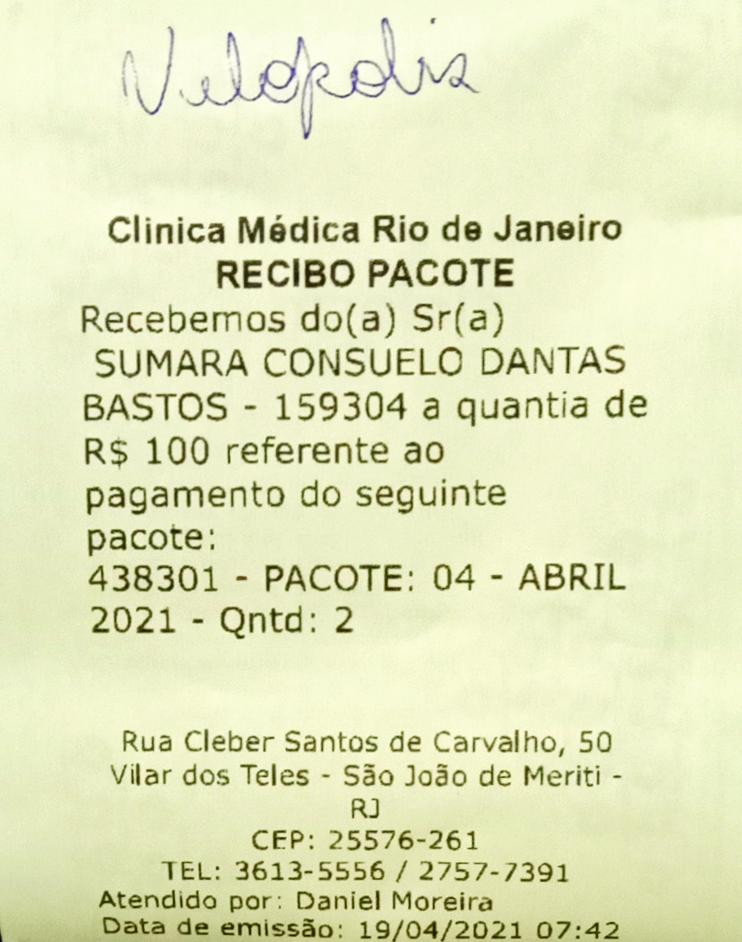 Clinica Médica Rio de Janeiro
RECIBO PACOTE
Recebemos do(a) Sr(a)
SUMARA CONSUELO DANTAS
BASTOS - 159304 a quantia de
R$ 100 referente ao
pagamento do seguinte
pacote:
438301 - PACOTE: 04 - ABRIL
2021 - Qntd: 2
Rua Cleber Santos de Carvalho, 50
Vilar dos Teles - São João de Meriti -
RJ
CEP: 25576-261
TEL: 3613-5556 / 2757-7391
Atendido por: Daniel Moreira
Data de emissão: 19/04/2021 07:42